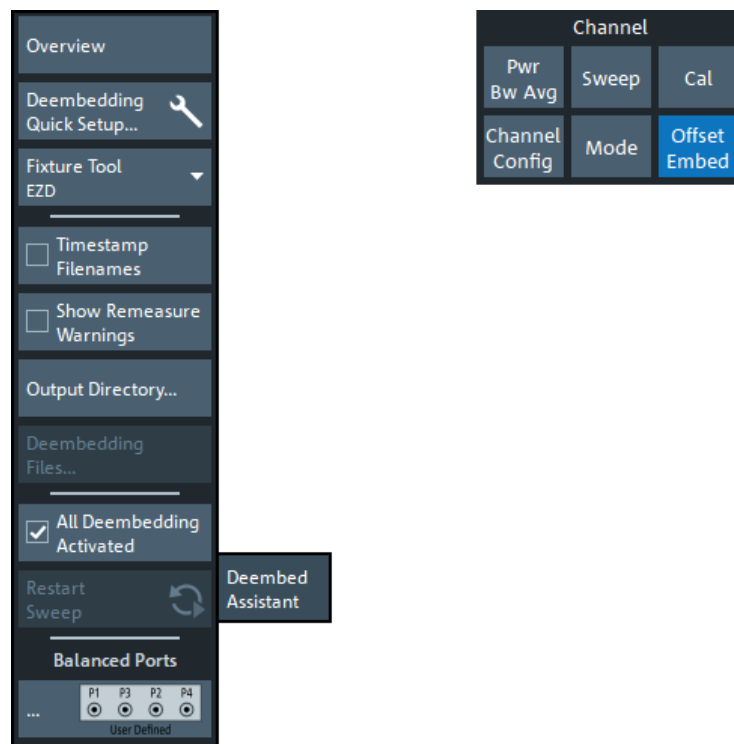 Overview
Deembedding
Quick Setup...
Fixture Tool
EZD
Timestamp
Filenames
Show Remeasure
Warnings
Output Directory...
Deembedding
Files...
All Deembedding
Activated
Restart
Sweep
Balanced Ports
... P1 P3 P2 P4
User Defined
Deembed
Assistant
Channel
Pwr
Bw Avg
Sweep
Cal
Channel
Config
Mode
Offset
Embed